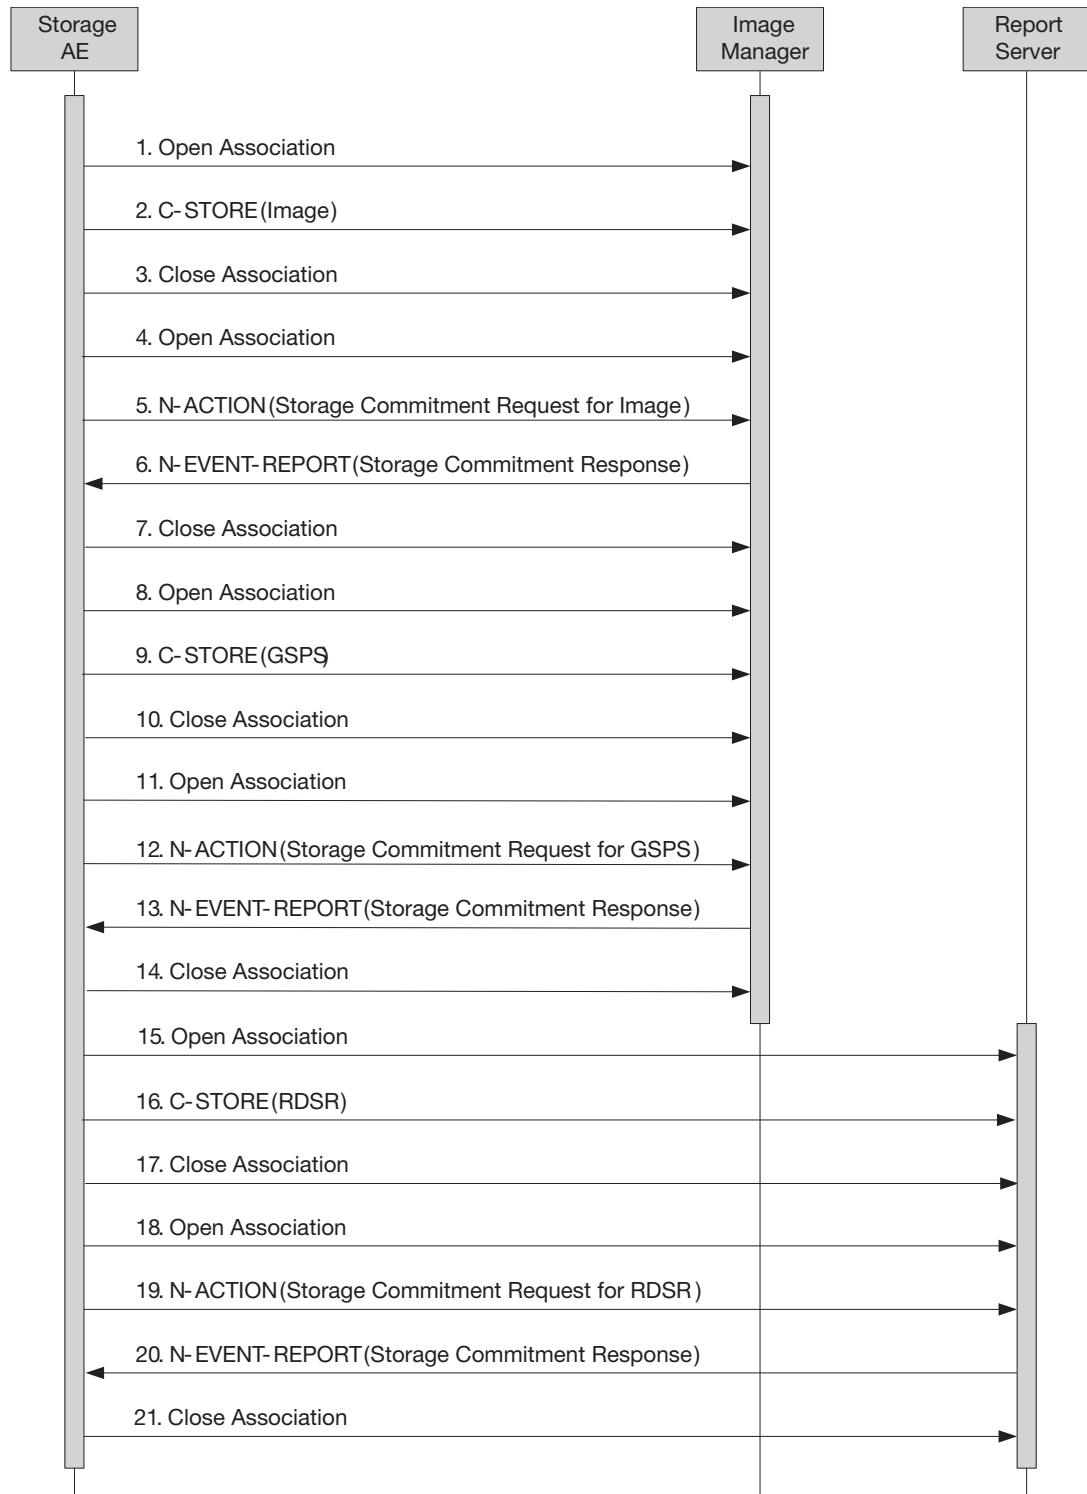 Storage
AE
Image
Manager
Report
Server
1. Open Association
2. C-STORE(Image)
3. Close Association
4. Open Association
5. N-ACTION(Storage Commitment Request for Image)
6. N-EVENT-REPORT(Storage Commitment Response)
7. Close Association
8. Open Association
9. C-STORE(GSPS)
10. Close Association
11. Open Association
12. N-ACTION(Storage Commitment Request for GSPS)
13. N-EVENT-REPORT(Storage Commitment Response)
14. Close Association
15. Open Association
16. C-STORE(RDSR)
17. Close Association
18. Open Association
19. N-ACTION(Storage Commitment Request for RDSR)
20. N-EVENT-REPORT(Storage Commitment Response)
21. Close Association